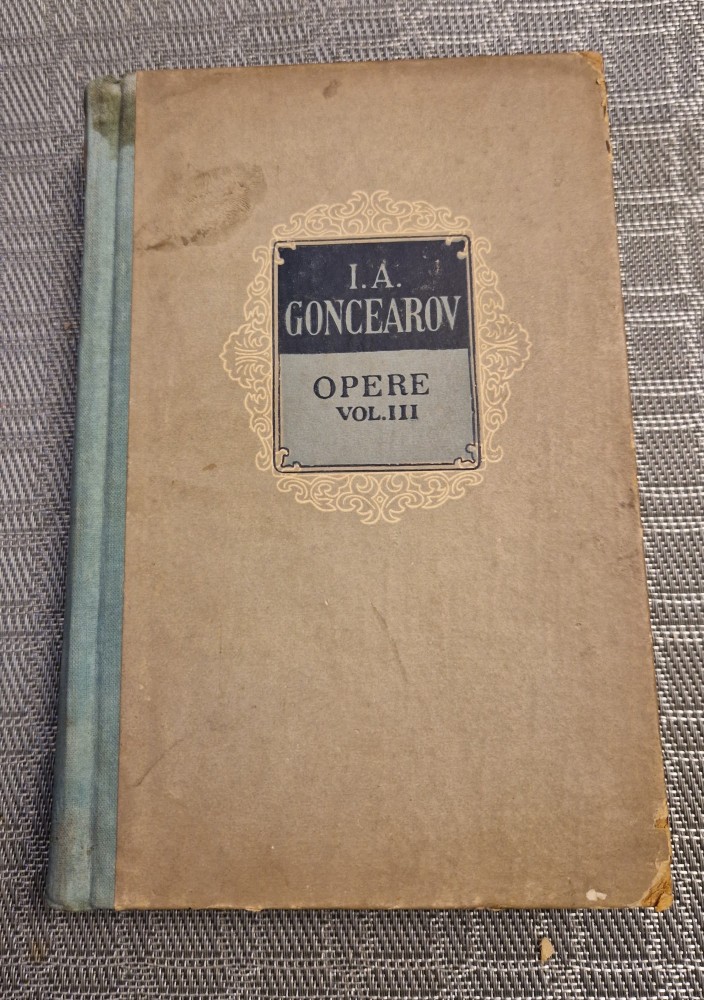 I. A.
GONCEAROV
OPERE
VOL. III